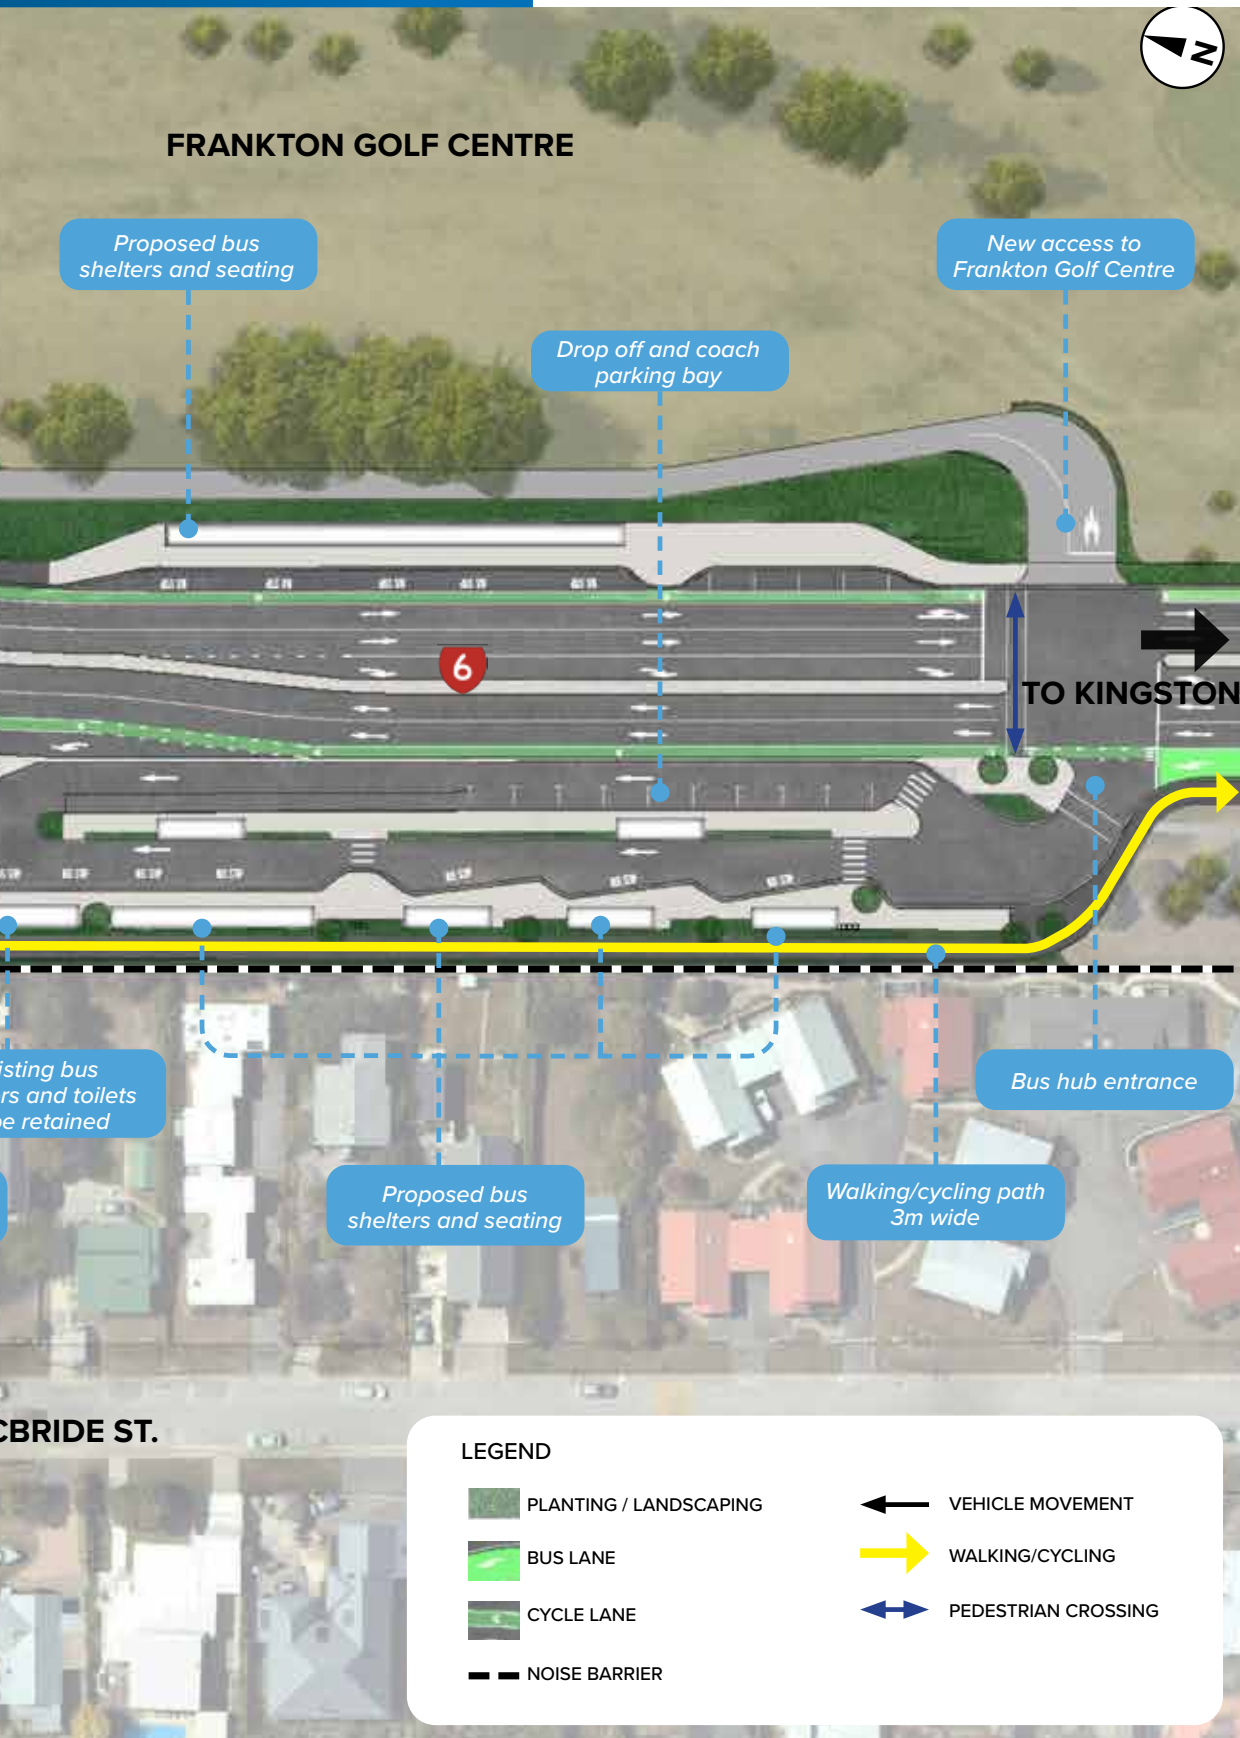 N
FRANKTON GOLF CENTRE
Proposed bus
shelters and seating
New access to
Frankton Golf Centre
Drop off and coach
parking bay
6
TO KINGSTON
isting bus
rs and toilets
be retained
Bus hub entrance
Proposed bus
shelters and seating
Walking/cycling path
3m wide
CBRIDE ST.
LEGEND
PLANTING / LANDSCAPING
BUS LANE
CYCLE LANE
NOISE BARRIER
VEHICLE MOVEMENT
WALKING/CYCLING
PEDESTRIAN CROSSING